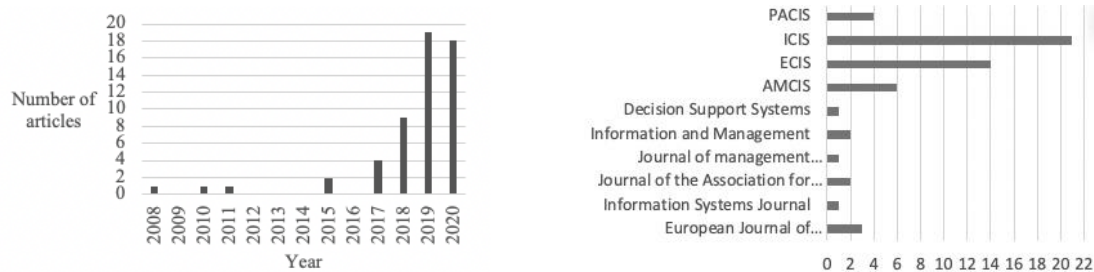 20
18
16
14
12
10
8
6
4
2
0
Number of
articles
2008
2009
2010
2011
2012
2013
2014
2015
2016
2017
2018
2019
2020
Year
PACIS
ICIS
ECIS
AMCIS
Decision Support Systems
Information and Management
Journal of management...
Journal of the Association for...
Information Systems Journal
European Journal of...
0 2 4 6 8 10 12 14 16 18 20 22